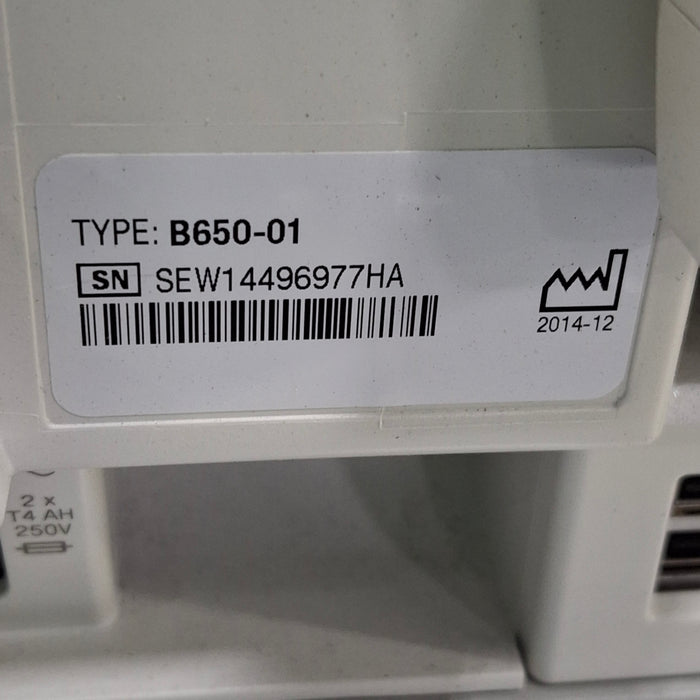 TYPE: B650-01
SN SEW14496977HA
2014-12
2 x
T4 AH
250V